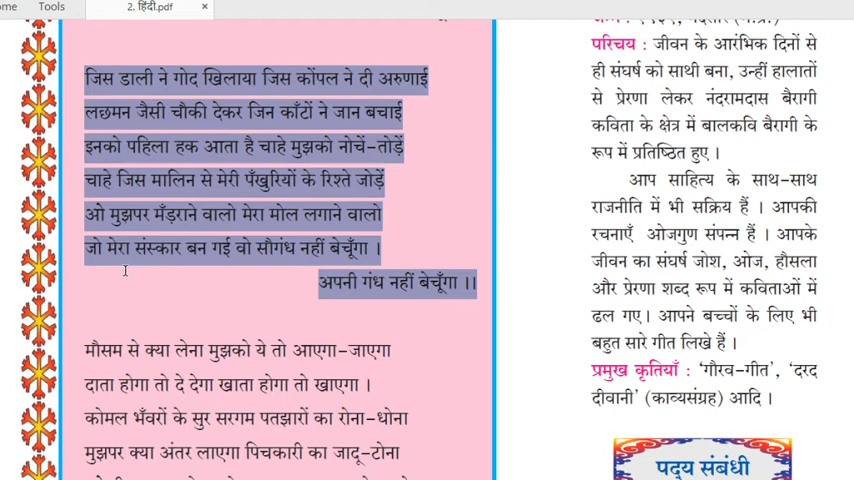 ome Tools 2. हिंदी.pdf ×
जिस डाली ने गोद खिलाया जिस कोंपल ने दी अरुणाई
लछमन जैसी चौकी देकर जिन काँटों ने जान बचाई
इनको पहिला हक आता है चाहे मुझको नोचें-तोड़ें
चाहे जिस मालिन से मेरी पँखुरियों के रिश्ते जोड़ें
ओ मुझपर मँड़राने वालो मेरा मोल लगाने वालो
जो मेरा संस्कार बन गई वो सौगंध नहीं बेचूँगा ।
अपनी गंध नहीं बेचूँगा ।।
मौसम से क्या लेना मुझको ये तो आएगा-जाएगा
दाता होगा तो दे देगा खाता होगा तो खाएगा ।
कोमल भँवरों के सुर सरगम पतझारों का रोना-धोना
मुझपर क्या अंतर लाएगा पिचकारी का जादू-टोना
परिचय : जीवन के आरंभिक दिनों से
ही संघर्ष को साथी बना, उन्हीं हालातों
से प्रेरणा लेकर नंदरामदास बैरागी
कविता के क्षेत्र में बालकवि बैरागी के
रूप में प्रतिष्ठित हुए ।
आप साहित्य के साथ-साथ
राजनीति में भी सक्रिय हैं । आपकी
रचनाएँ ओजगुण संपन्न हैं । आपके
जीवन का संघर्ष जोश, ओज, हौसला
और प्रेरणा शब्द रूप में कविताओं में
ढल गए। आपने बच्चों के लिए भी
बहुत सारे गीत लिखे हैं ।
प्रमुख कृतियाँ : ‘गौरव-गीत’, ‘दरद
दीवानी’ (काव्यसंग्रह) आदि ।
पद्य संबंधी